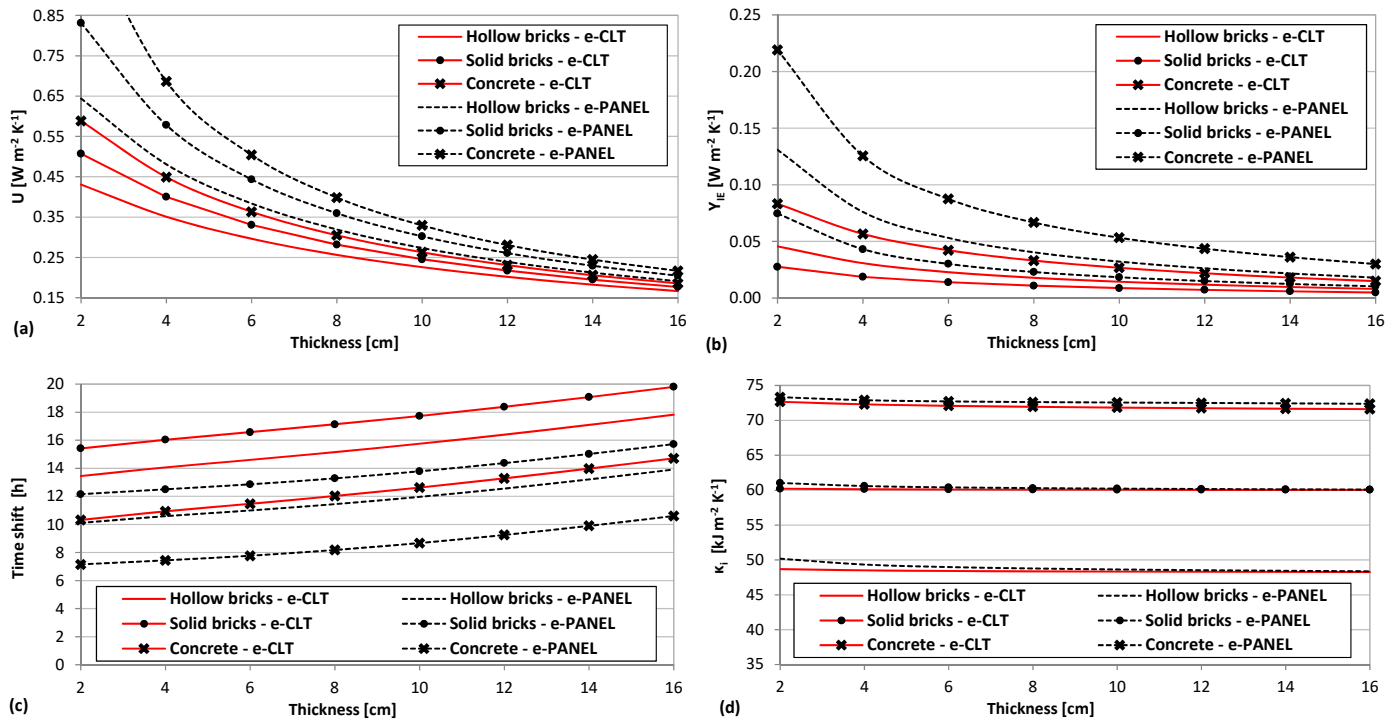 0.85
0.75
0.65
0.55
0.45
0.35
0.25
0.15
U [W m⁻² K⁻¹]
2 4 6 8 10 12 14 16
Thickness [cm]
(a)
Hollow bricks - e-CLT
Solid bricks - e-CLT
Concrete - e-CLT
Hollow bricks - e-PANEL
Solid bricks - e-PANEL
Concrete - e-PANEL
0.25
0.20
0.15
0.10
0.05
0.00
Y_IE [W m⁻² K⁻¹]
2 4 6 8 10 12 14 16
Thickness [cm]
(b)
Hollow bricks - e-CLT
Solid bricks - e-CLT
Concrete - e-CLT
Hollow bricks - e-PANEL
Solid bricks - e-PANEL
Concrete - e-PANEL
20
18
16
14
12
10
8
6
4
2
0
Time shift [h]
Hollow bricks - e-CLT Hollow bricks - e-PANEL
Solid bricks - e-CLT Solid bricks - e-PANEL
Concrete - e-CLT Concrete - e-PANEL
2 4 6 8 10 12 14 16
Thickness [cm]
(c)
75
70
65
60
55
50
45
40
35
κᵢ [kJ m⁻² K⁻¹]
Hollow bricks - e-CLT Hollow bricks - e-PANEL
Solid bricks - e-CLT Solid bricks - e-PANEL
Concrete - e-CLT Concrete - e-PANEL
2 4 6 8 10 12 14 16
Thickness [cm]
(d)